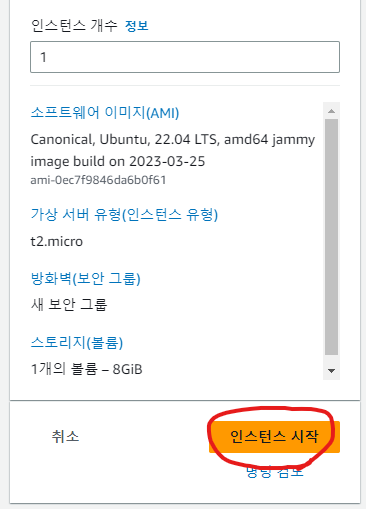 인스턴스 개수 정보
1
소프트웨어 이미지(AMI)
Canonical, Ubuntu, 22.04 LTS, amd64 jammy
image build on 2023-03-25
ami-0ec7f9846da6b0f61
가상 서버 유형(인스턴스 유형)
t2.micro
방화벽(보안 그룹)
새 보안 그룹
스토리지(볼륨)
1개의 볼륨 – 8GiB
취소
인스턴스 시작
명령 검토